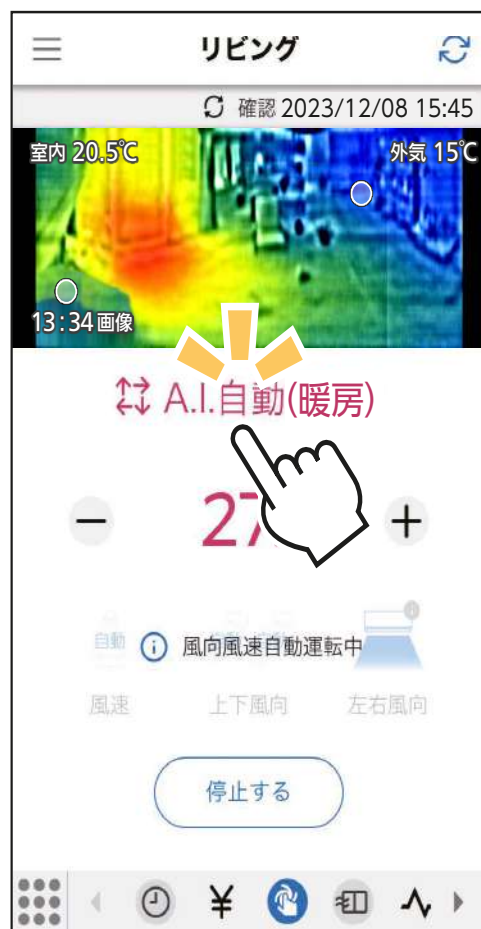 リビング
確認 2023/12/08 15:45
室内 20.5℃
外気 15℃
13:34画像
A.I.自動(暖房)
27
自動
風向風速自動運転中
風速
上下風向
左右風向
停止する
¥